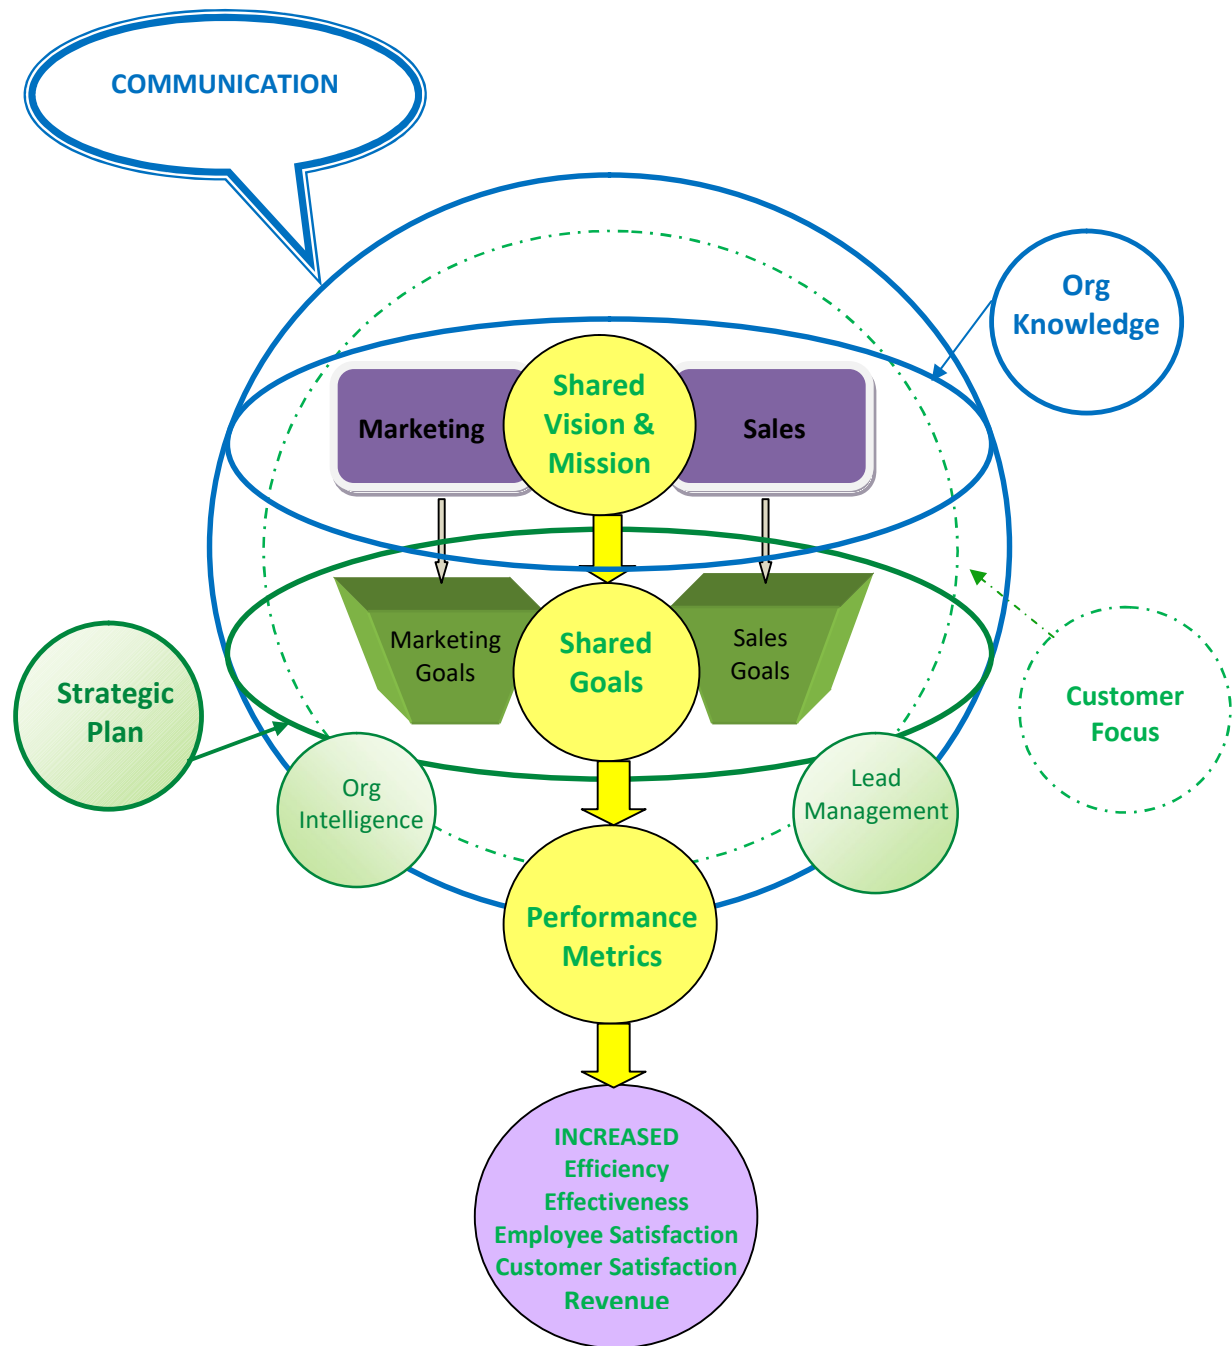 COMMUNICATION
Org
Knowledge
Marketing
Shared
Vision &
Mission
Sales
Marketing
Goals
Shared
Goals
Sales
Goals
Strategic
Plan
Customer
Focus
Org
Intelligence
Lead
Management
Performance
Metrics
INCREASED
Efficiency
Effectiveness
Employee Satisfaction
Customer Satisfaction
Revenue